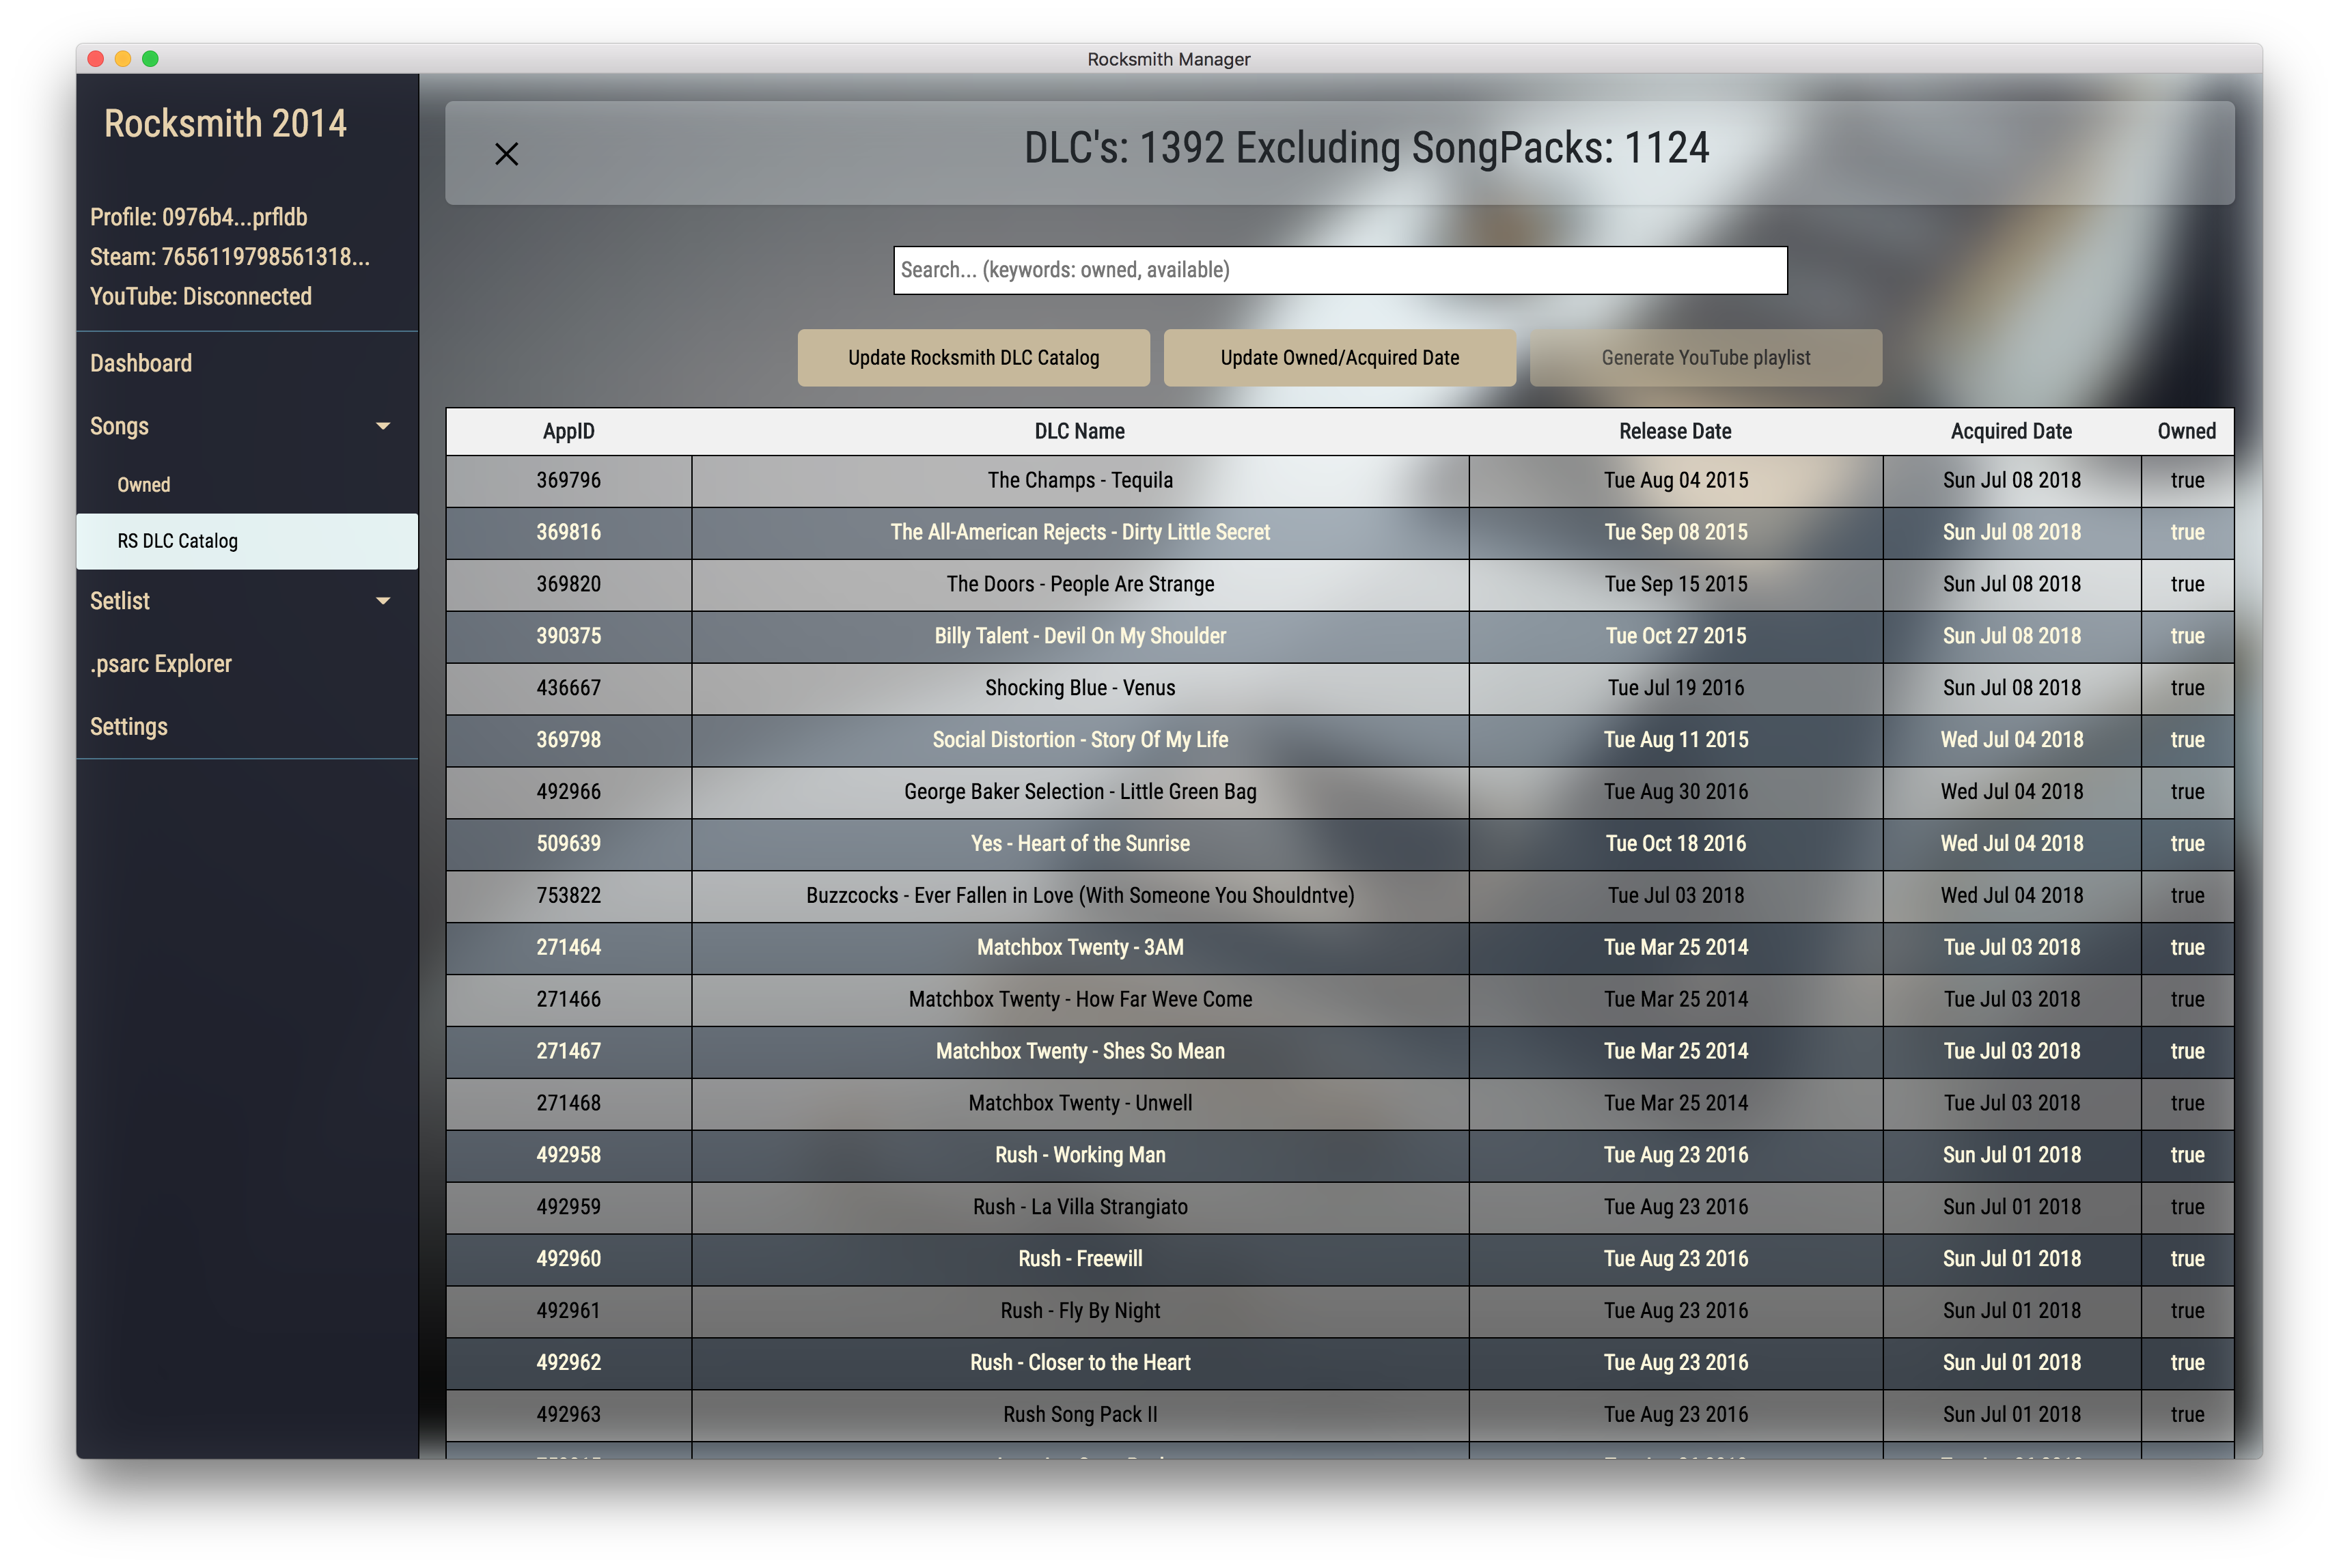 Rocksmith Manager
Rocksmith 2014
Profile: 0976b4...prfldb
Steam: 7656119798561318...
YouTube: Disconnected
Dashboard
Songs
Owned
RS DLC Catalog
Setlist
.psarc Explorer
Settings
DLC's: 1392 Excluding SongPacks: 1124
Search... (keywords: owned, available)
Update Rocksmith DLC Catalog Update Owned/Acquired Date Generate YouTube playlist
AppID DLC Name Release Date Acquired Date Owned
369796 The Champs - Tequila Tue Aug 04 2015 Sun Jul 08 2018 true
369816 The All-American Rejects - Dirty Little Secret Tue Sep 08 2015 Sun Jul 08 2018 true
369820 The Doors - People Are Strange Tue Sep 15 2015 Sun Jul 08 2018 true
390375 Billy Talent - Devil On My Shoulder Tue Oct 27 2015 Sun Jul 08 2018 true
436667 Shocking Blue - Venus Tue Jul 19 2016 Sun Jul 08 2018 true
369798 Social Distortion - Story Of My Life Tue Aug 11 2015 Wed Jul 04 2018 true
492966 George Baker Selection - Little Green Bag Tue Aug 30 2016 Wed Jul 04 2018 true
509639 Yes - Heart of the Sunrise Tue Oct 18 2016 Wed Jul 04 2018 true
753822 Buzzcocks - Ever Fallen in Love (With Someone You Shouldntve) Tue Jul 03 2018 Wed Jul 04 2018 true
271464 Matchbox Twenty - 3AM Tue Mar 25 2014 Tue Jul 03 2018 true
271466 Matchbox Twenty - How Far Weve Come Tue Mar 25 2014 Tue Jul 03 2018 true
271467 Matchbox Twenty - Shes So Mean Tue Mar 25 2014 Tue Jul 03 2018 true
271468 Matchbox Twenty - Unwell Tue Mar 25 2014 Tue Jul 03 2018 true
492958 Rush - Working Man Tue Aug 23 2016 Sun Jul 01 2018 true
492959 Rush - La Villa Strangiato Tue Aug 23 2016 Sun Jul 01 2018 true
492960 Rush - Freewill Tue Aug 23 2016 Sun Jul 01 2018 true
492961 Rush - Fly By Night Tue Aug 23 2016 Sun Jul 01 2018 true
492962 Rush - Closer to the Heart Tue Aug 23 2016 Sun Jul 01 2018 true
492963 Rush Song Pack II Tue Aug 23 2016 Sun Jul 01 2018 true